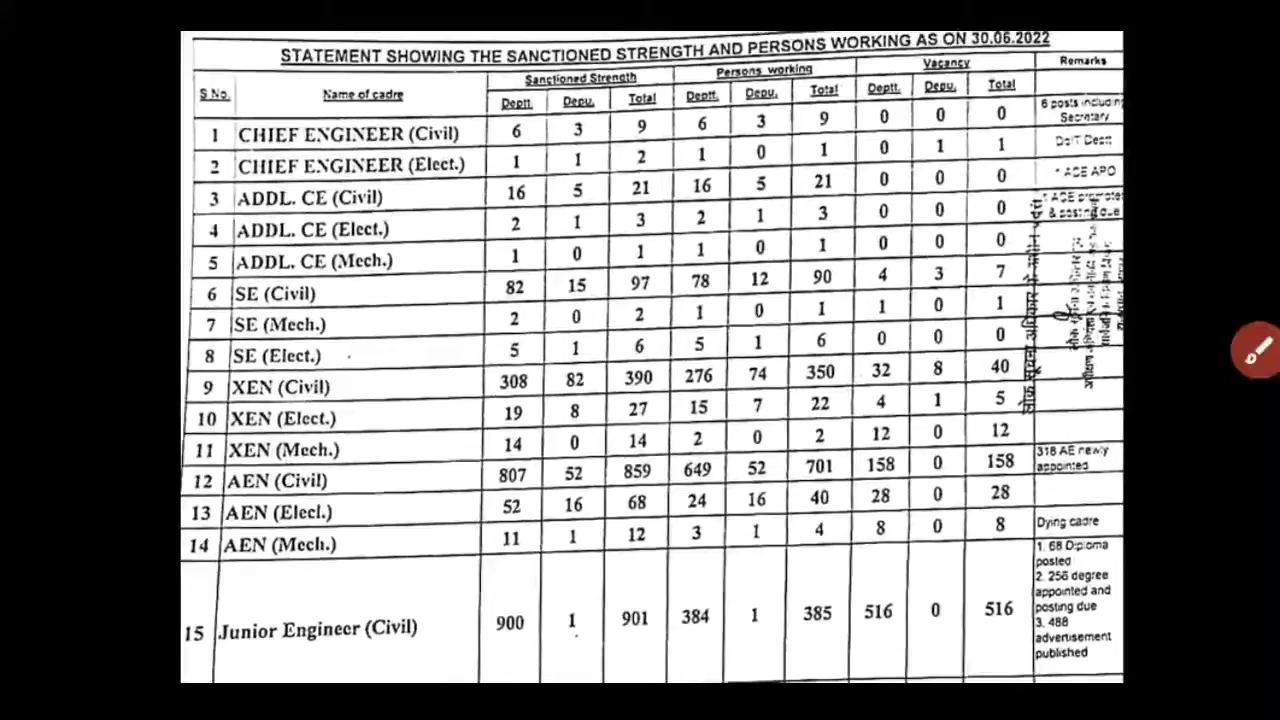 STATEMENT SHOWING THE SANCTIONED STRENGTH AND PERSONS WORKING AS ON 30.06.2022
S No. Name of cadre Sanctioned Strength Persons working Vacancy Remarks
Deptt. Depu. Total Deptt. Depu. Total Deptt. Depu. Total
1 CHIEF ENGINEER (Civil) 6 3 9 6 3 9 0 0 0 6 posts including Secretary
2 CHIEF ENGINEER (Elect.) 1 1 2 1 0 1 0 1 1 DoIT Deptt
3 ADDL. CE (Civil) 16 5 21 16 5 21 0 0 0 * ACE APO
4 ADDL. CE (Elect.) 2 1 3 2 1 3 0 0 0 * ACE promotee & posting due
5 ADDL. CE (Mech.) 1 0 1 1 0 1 0 0 0
6 SE (Civil) 82 15 97 78 12 90 4 3 7
7 SE (Mech.) 2 0 2 1 0 1 1 0 1
8 SE (Elect.) 5 1 6 5 1 6 0 0 0
9 XEN (Civil) 308 82 390 276 74 350 32 8 40
10 XEN (Elect.) 19 8 27 15 7 22 4 1 5
11 XEN (Mech.) 14 0 14 2 0 2 12 0 12
12 AEN (Civil) 807 52 859 649 52 701 158 0 158 318 AE newly appointed
13 AEN (Elect.) 52 16 68 24 16 40 28 0 28
14 AEN (Mech.) 11 1 12 3 1 4 8 0 8 Dying cadre
15 Junior Engineer (Civil) 900 1 901 384 1 385 516 0 516
1. 68 Diploma
posted
2. 256 degree
appointed and
posting due
3. 488
advertisement
published